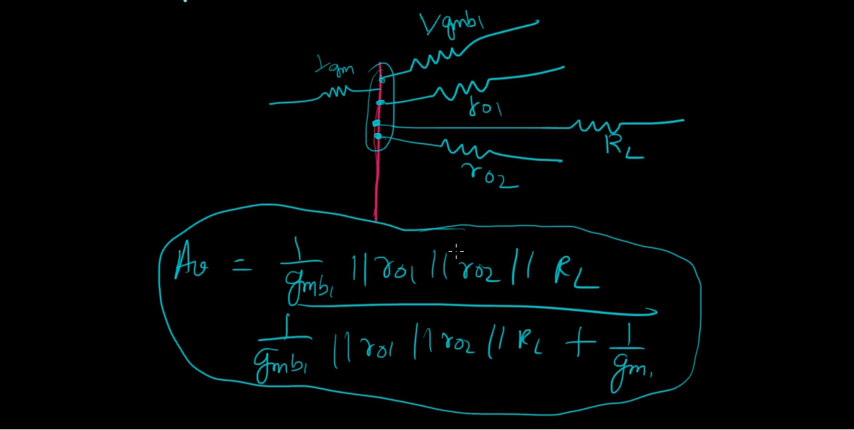 1/gmb1
1/gm
ro1
RL
ro2
Av = 1/gmb1 || ro1 || ro2 || RL
1/gmb1 || ro1 || ro2 || RL + 1/gm1